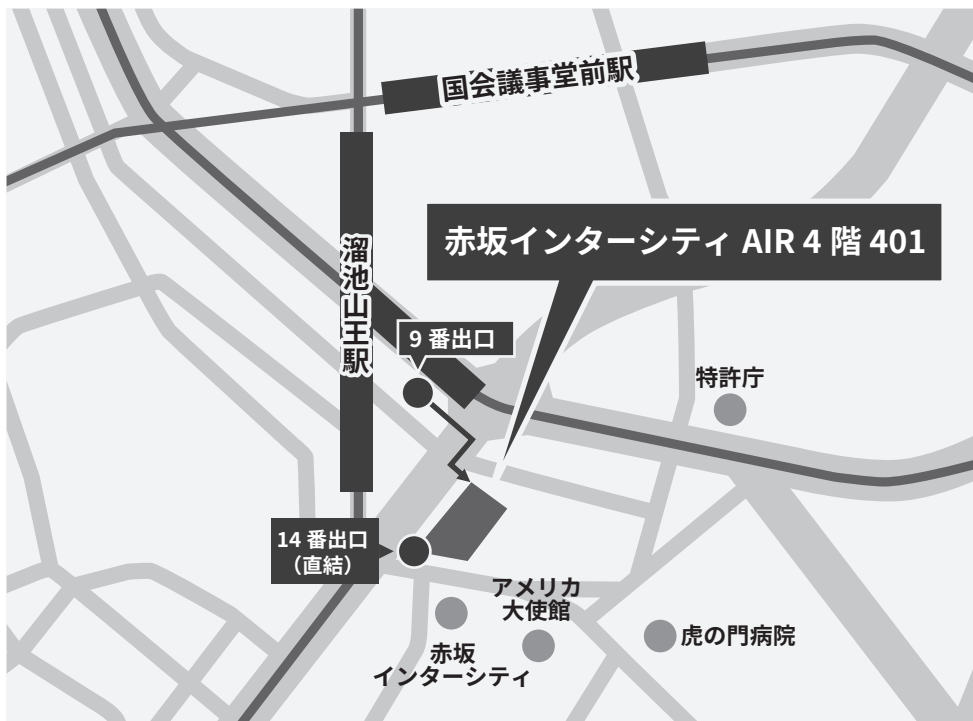 国会議事堂前駅
溜池山王駅
赤坂インターシティ AIR 4 階 401
9 番出口
特許庁
14 番出口
（直結）
アメリカ
大使館
虎の門病院
赤坂
インターシティ